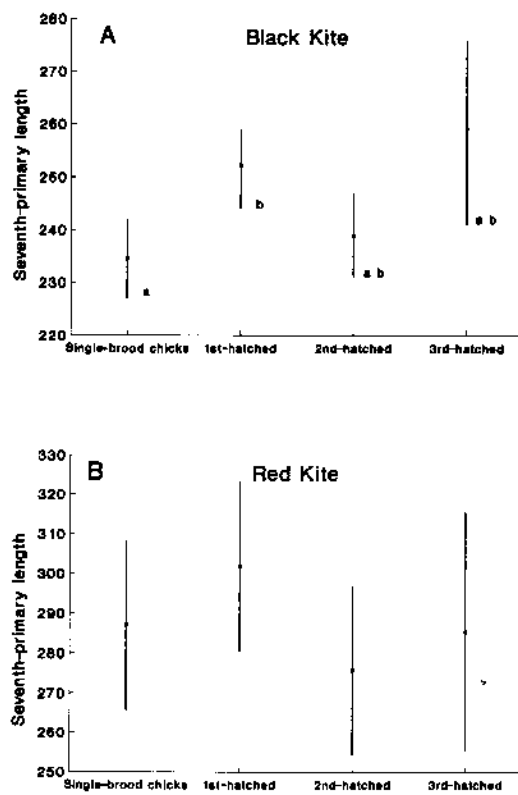 280
A
Black Kite
270
260
250
b
240
a b
230
a
a b
220
Seventh-primary length
Single-brood chicks
1st-hatched
2nd-hatched
3rd-hatched
330
B
Red Kite
320
310
300
290
280
270
260
250
Seventh-primary length
Single-brood chicks
1st-hatched
2nd-hatched
3rd-hatched